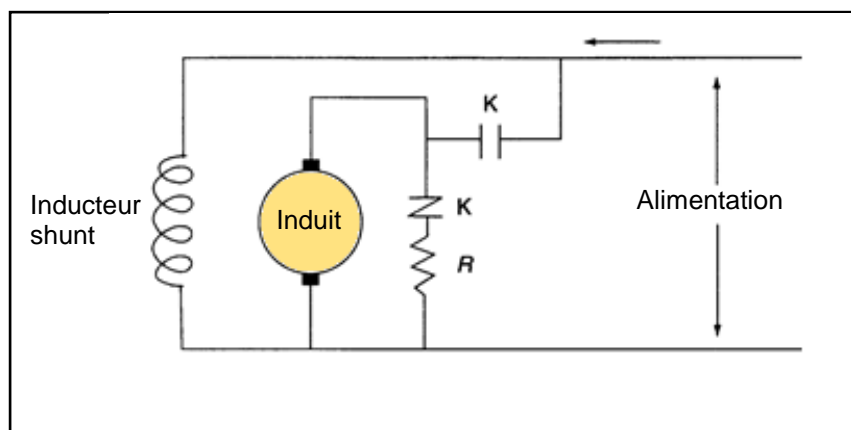 K
Inducteur
shunt
Induit
K
R
Alimentation